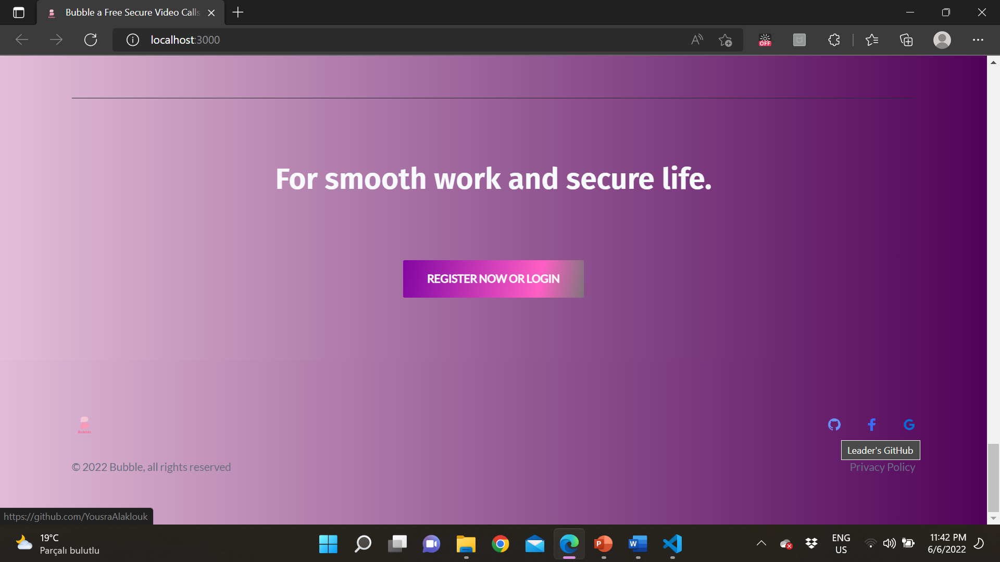 Bubble a Free Secure Video Calls
localhost:3000
OFF
For smooth work and secure life.
REGISTER NOW OR LOGIN
Bubble
Leader's GitHub
© 2022 Bubble, all rights reserved
Privacy Policy
https://github.com/YousraAlaklouk
19°C
Parçalı bulutlu
ENG
US
11:42 PM
6/6/2022